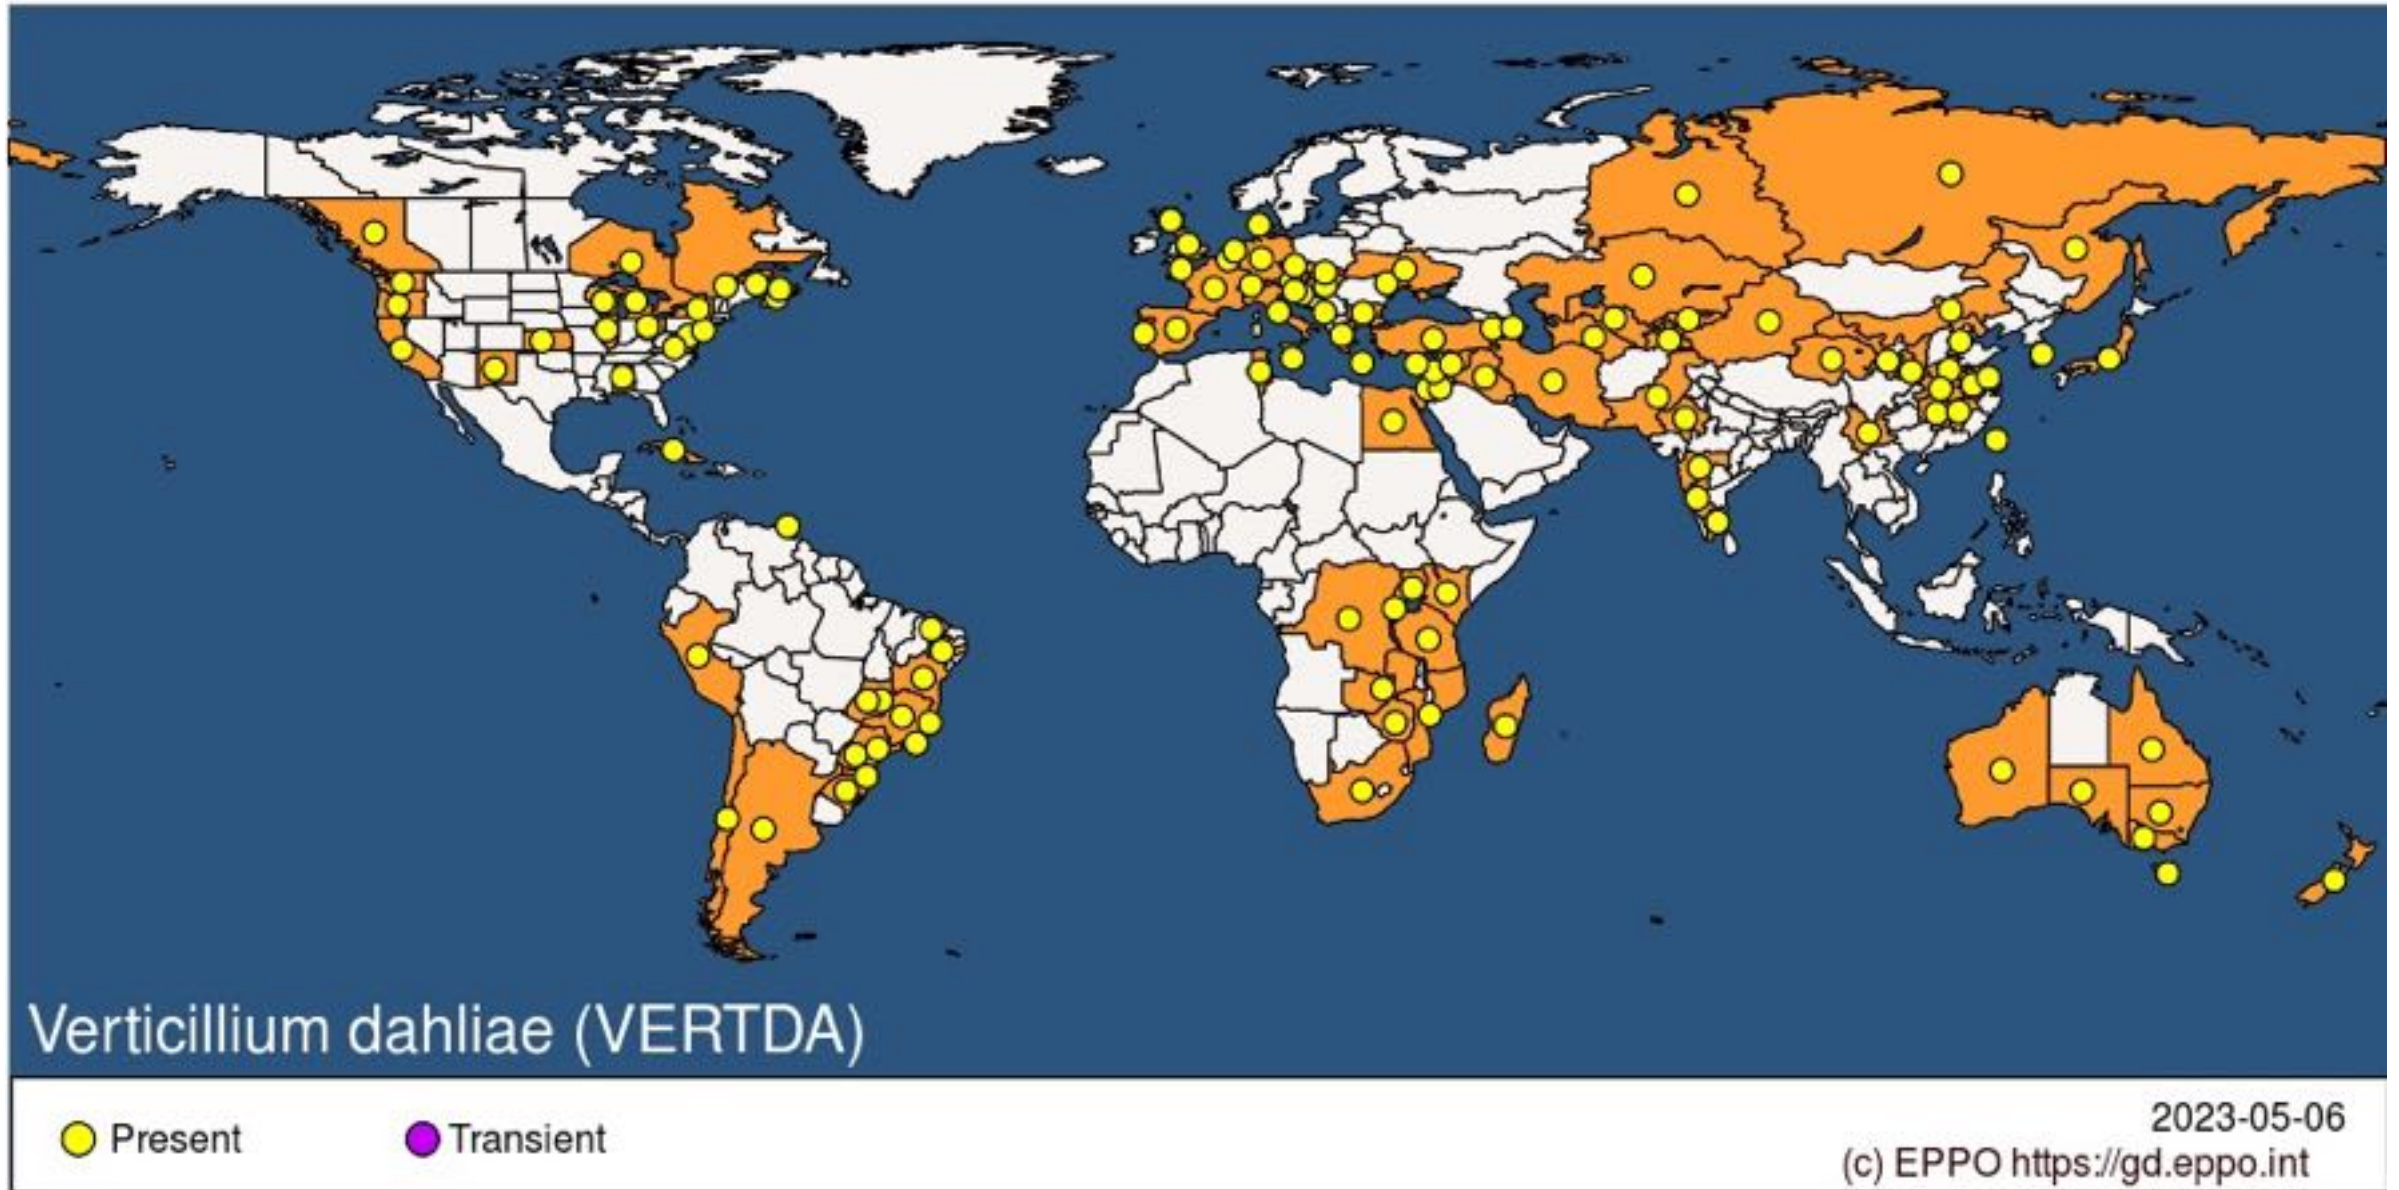 Verticillium dahliae (VERTDA)
Present
Transient
2023-05-06
(c) EPPO https://gd.eppo.int